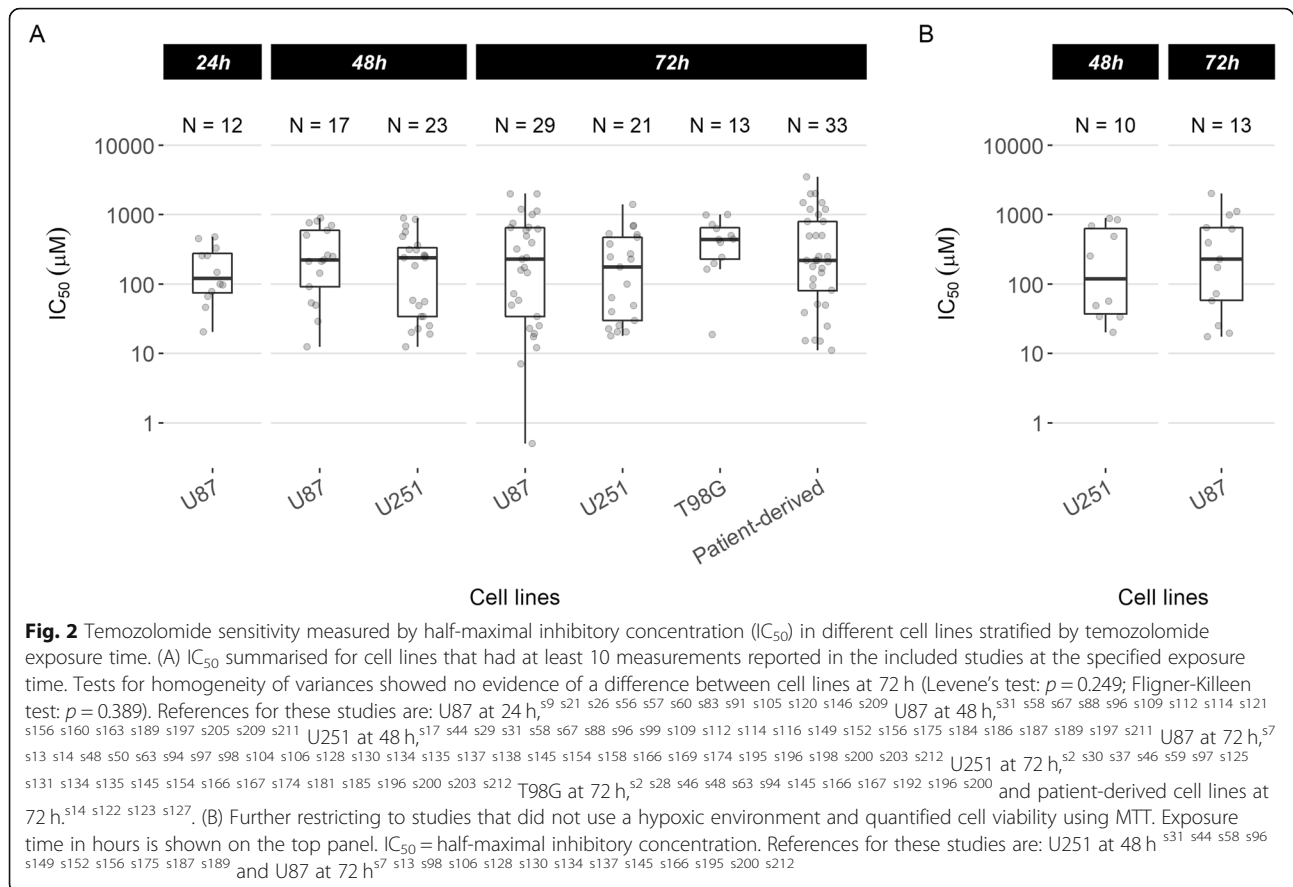 A
B
24h 48h 72h 48h 72h
N = 12 N = 17 N = 23 N = 29 N = 21 N = 13 N = 33 N = 10 N = 13
10000
1000
100
10
1
IC50 (μM)
U87 U87 U251 U87 U251 T98G Patient-derived
Cell lines
10000
1000
100
10
1
IC50 (μM)
U251 U87
Cell lines
Fig. 2 Temozolomide sensitivity measured by half-maximal inhibitory concentration (IC50) in different cell lines stratified by temozolomide
exposure time. (A) IC50 summarised for cell lines that had at least 10 measurements reported in the included studies at the specified exposure
time. Tests for homogeneity of variances showed no evidence of a difference between cell lines at 72 h (Levene's test: p = 0.249; Fligner-Killeen
test: p = 0.389). References for these studies are: U87 at 24 h,s9 s21 s26 s56 s57 s60 s83 s91 s105 s120 s146 s209 U87 at 48 h,s31 s58 s67 s88 s96 s109 s112 s114 s121
s156 s160 s163 s189 s197 s205 s209 s211 U251 at 48 h,s17 s44 s29 s31 s58 s67 s88 s96 s99 s109 s112 s114 s116 s149 s152 s156 s175 s184 s186 s187 s189 s197 s211 U87 at 72 h,s7
s13 s14 s48 s50 s63 s94 s97 s98 s104 s106 s128 s130 s134 s135 s137 s138 s145 s154 s158 s166 s169 s174 s195 s196 s198 s200 s203 s212 U251 at 72 h,s2 s30 s37 s46 s59 s97 s125
s131 s134 s135 s145 s154 s166 s167 s174 s181 s185 s196 s200 s203 s212 T98G at 72 h,s2 s28 s46 s48 s63 s94 s145 s166 s167 s192 s196 s200 and patient-derived cell lines at
72 h.s14 s122 s123 s127. (B) Further restricting to studies that did not use a hypoxic environment and quantified cell viability using MTT. Exposure
time in hours is shown on the top panel. IC50 = half-maximal inhibitory concentration. References for these studies are: U251 at 48 h s31 s44 s58 s96
s149 s152 s156 s175 s187 s189 and U87 at 72 hs7 s13 s98 s106 s128 s130 s134 s137 s145 s166 s195 s200 s212